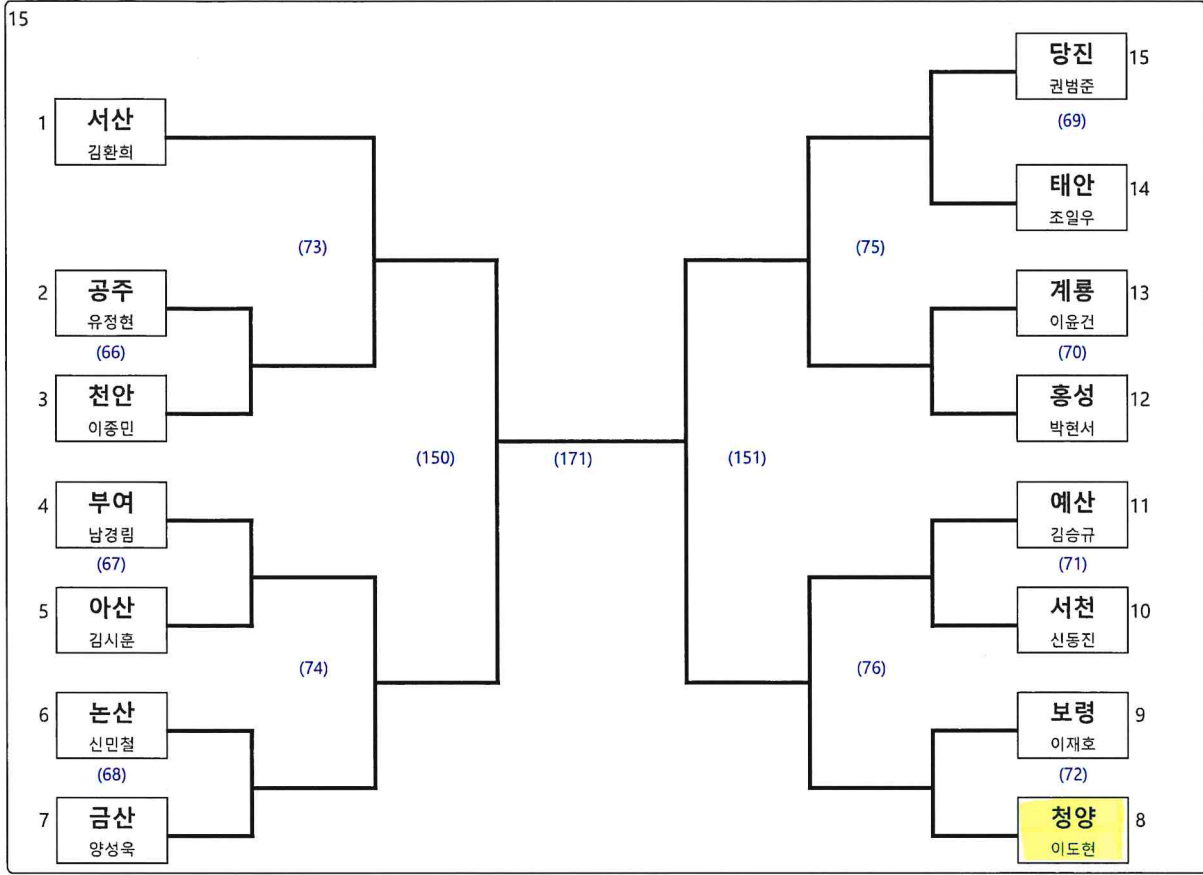 15
1
서산
김환희
(73)
2
공주
유정현
(66)
3
천안
이종민
(150)
4
부여
남경림
(67)
5
아산
김시훈
(74)
6
논산
신민철
(68)
7
금산
양성욱
(171)
당진
15
권범준
(69)
태안
14
조일우
(75)
계룡
13
이윤건
(70)
홍성
12
박현서
(151)
예산
11
김승규
(71)
서천
10
신동진
(76)
보령
9
이재호
(72)
청양
8
이도현